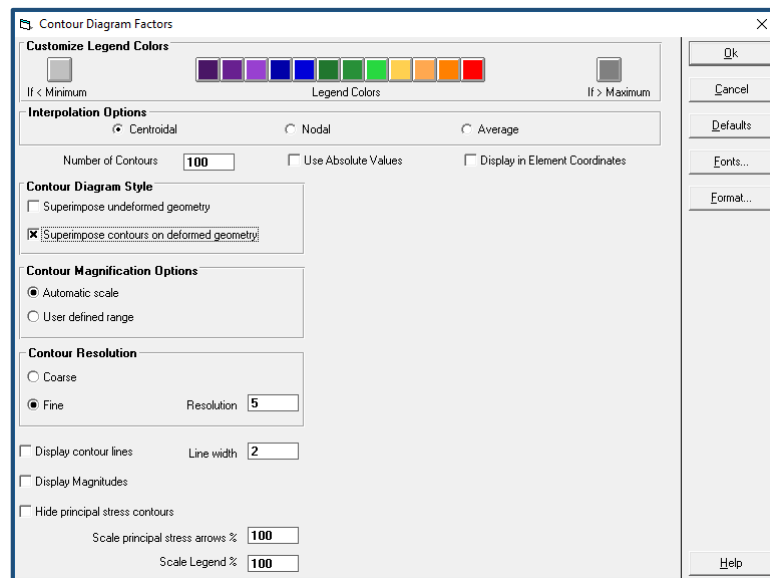 Contour Diagram Factors
Customize Legend Colors
If < Minimum
Legend Colors
If > Maximum
Interpolation Options
Centroidal
Nodal
Average
Number of Contours 100
Use Absolute Values
Display in Element Coordinates
Contour Diagram Style
Superimpose undeformed geometry
Superimpose contours on deformed geometry
Contour Magnification Options
Automatic scale
User defined range
Contour Resolution
Coarse
Fine
Resolution 5
Display contour lines
Line width 2
Display Magnitudes
Hide principal stress contours
Scale principal stress arrows % 100
Scale Legend % 100
Ok
Cancel
Defaults
Fonts...
Format...
Help